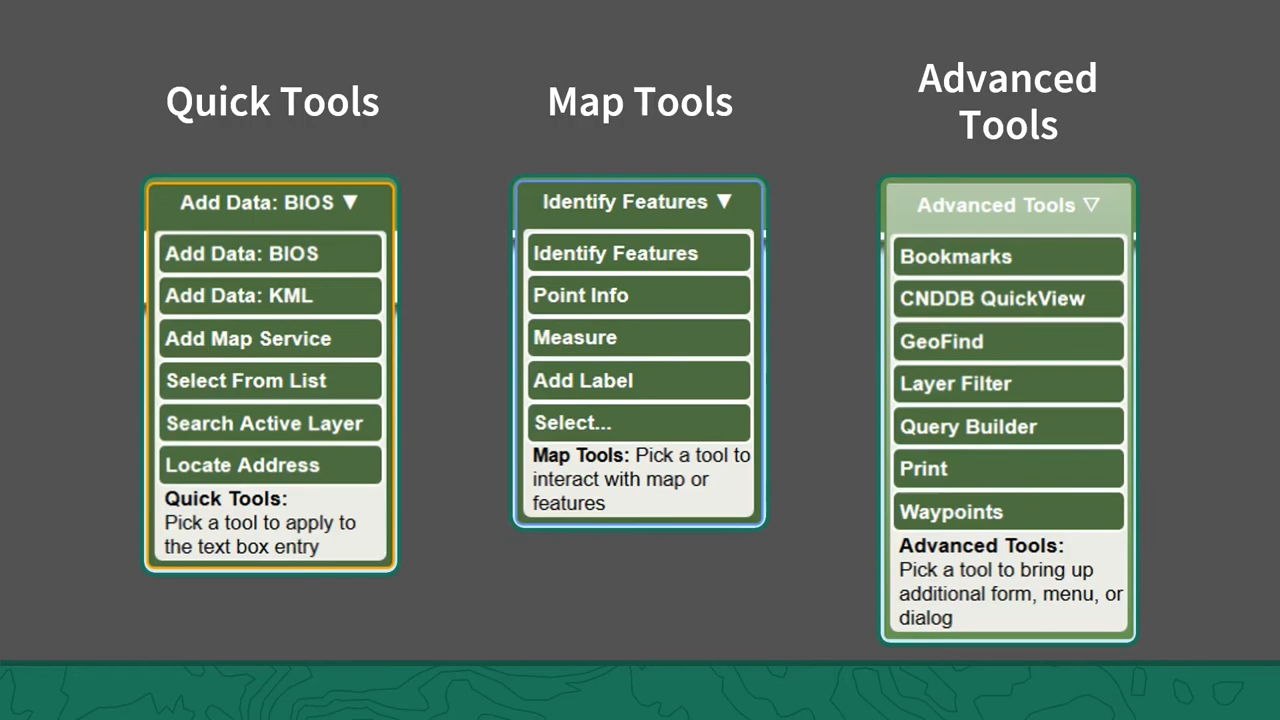 Quick Tools
Add Data: BIOS ▼
Add Data: BIOS
Add Data: KML
Add Map Service
Select From List
Search Active Layer
Locate Address
Quick Tools:
Pick a tool to apply to
the text box entry
Map Tools
Identify Features ▼
Identify Features
Point Info
Measure
Add Label
Select...
Map Tools: Pick a tool to
interact with map or
features
Advanced
Tools
Advanced Tools ▽
Bookmarks
CNDDB QuickView
GeoFind
Layer Filter
Query Builder
Print
Waypoints
Advanced Tools:
Pick a tool to bring up
additional form, menu, or
dialog